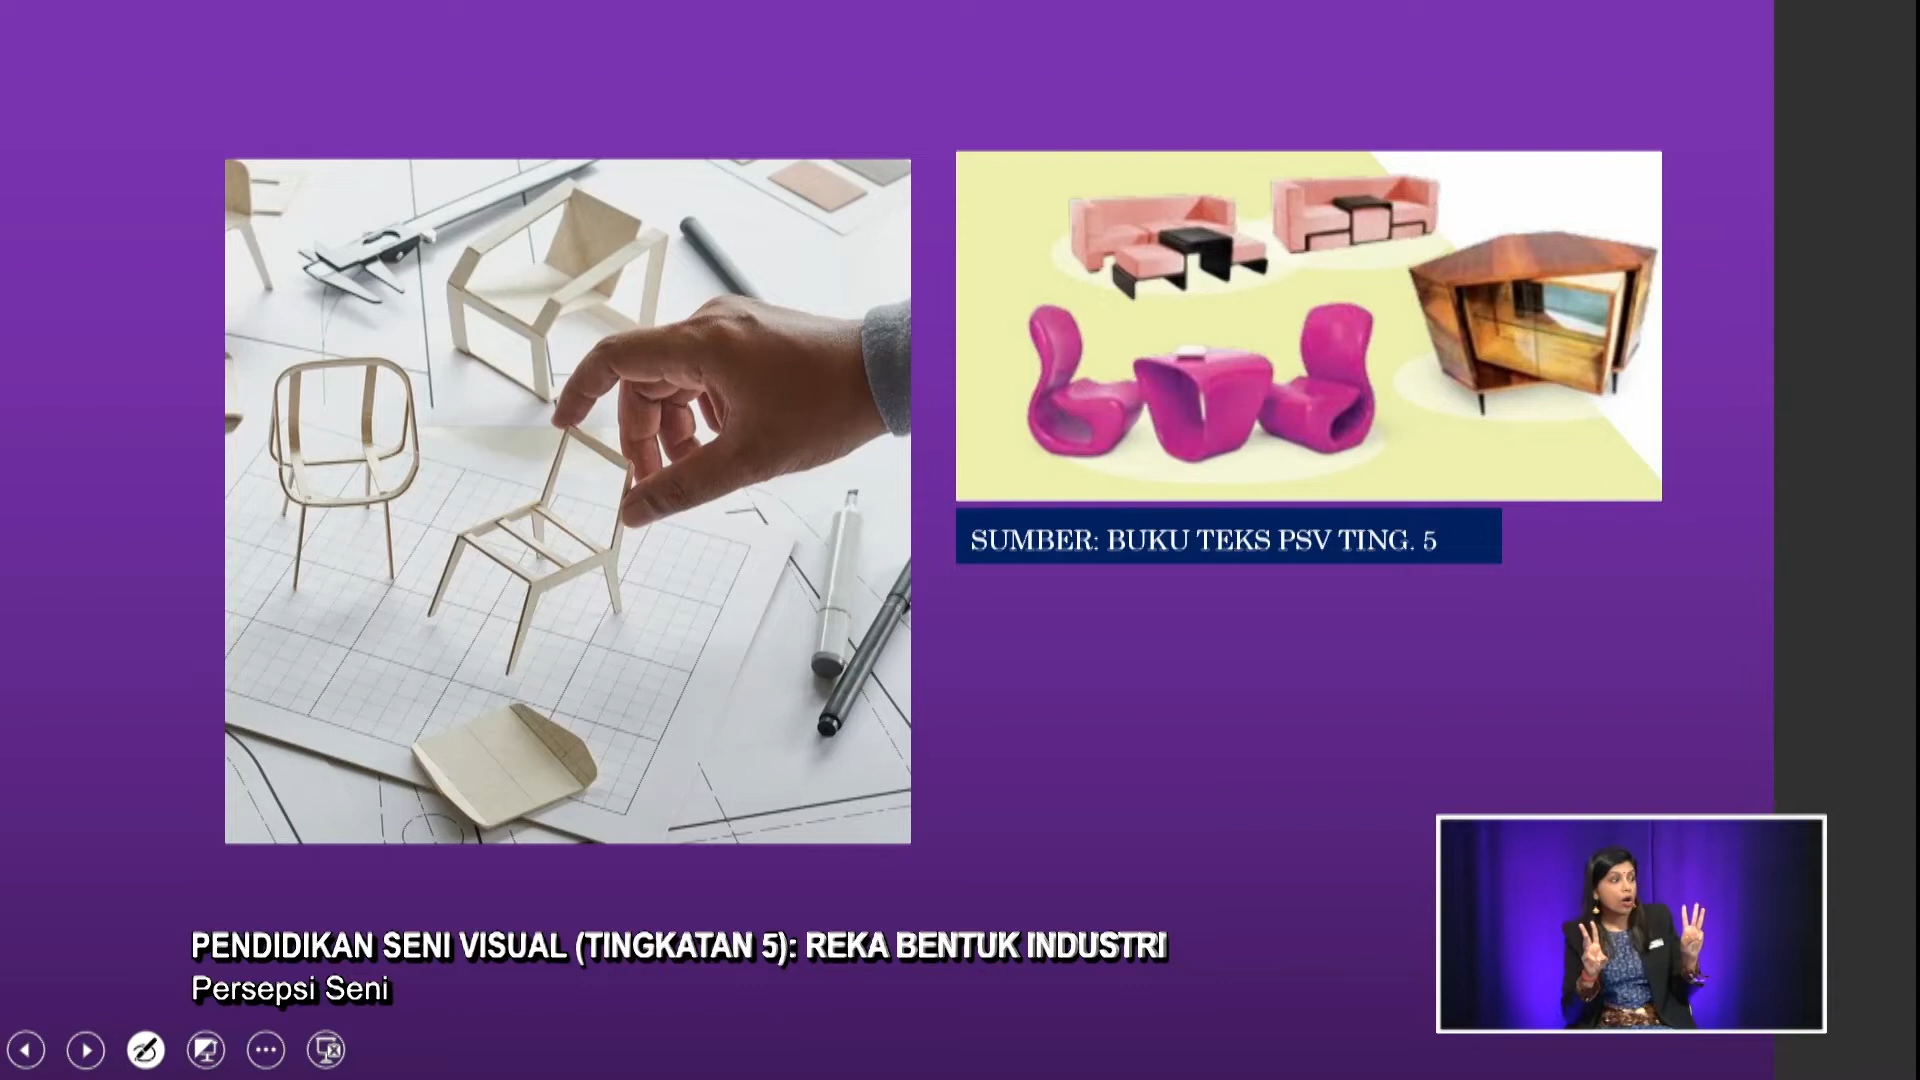 SUMBER: BUKU TEKS PSV TING. 5
PENDIDIKAN SENI VISUAL (TINGKATAN 5): REKA BENTUK INDUSTRI
Persepsi Seni